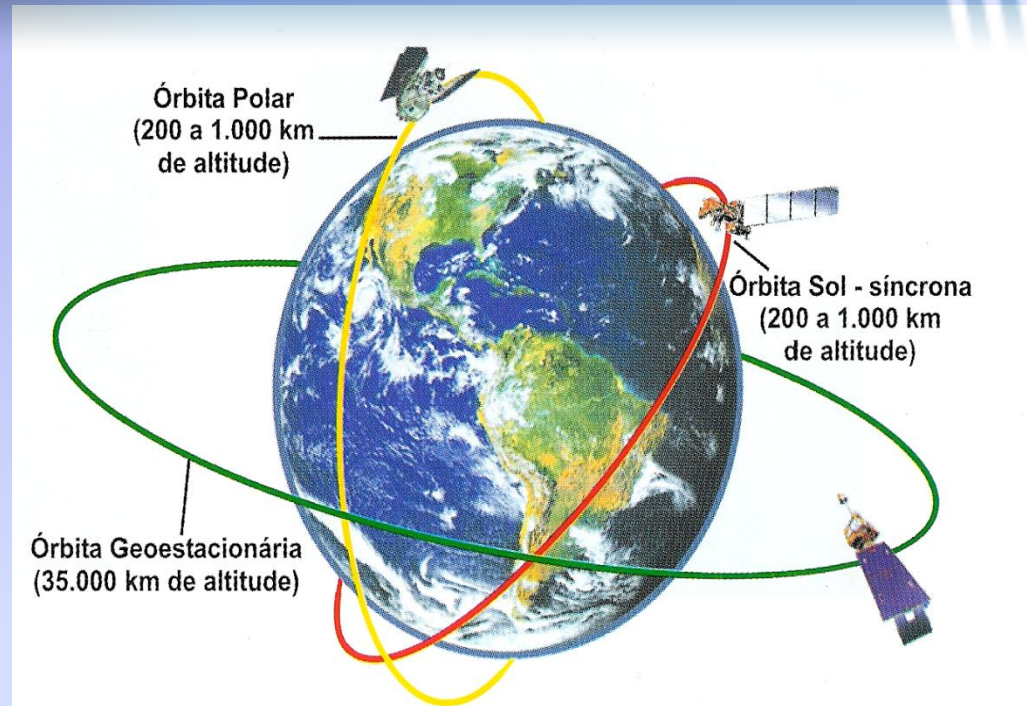 Órbita Polar
(200 a 1.000 km
de altitude)
Órbita Sol - síncrona
(200 a 1.000 km
de altitude)
Órbita Geoestacionária
(35.000 km de altitude)